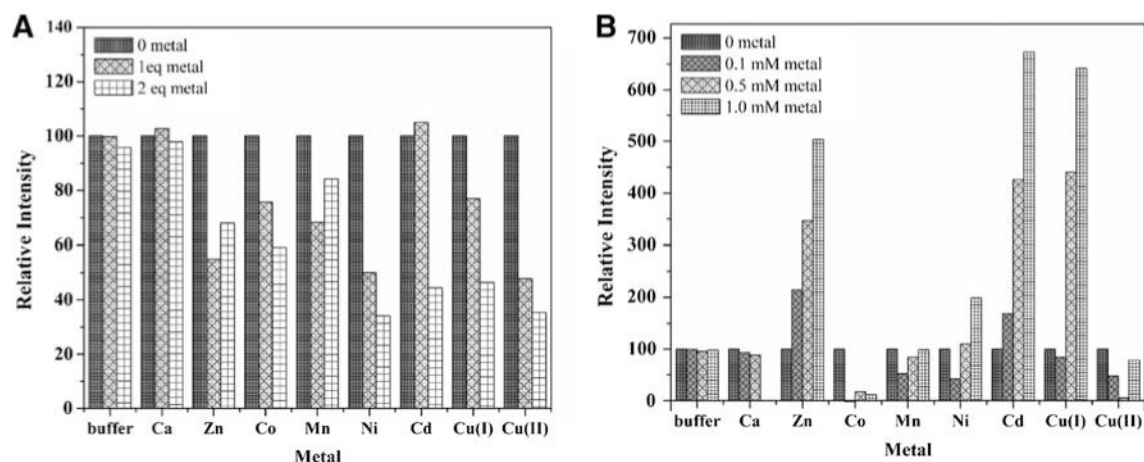 A
Relative Intensity
140
120
100
80
60
40
20
0
0 metal
1eq metal
2 eq metal
buffer Ca Zn Co Mn Ni Cd Cu(I) Cu(II)
Metal
B
Relative Intensity
700
600
500
400
300
200
100
0
0 metal
0.1 mM metal
0.5 mM metal
1.0 mM metal
buffer Ca Zn Co Mn Ni Cd Cu(I) Cu(II)
Metal